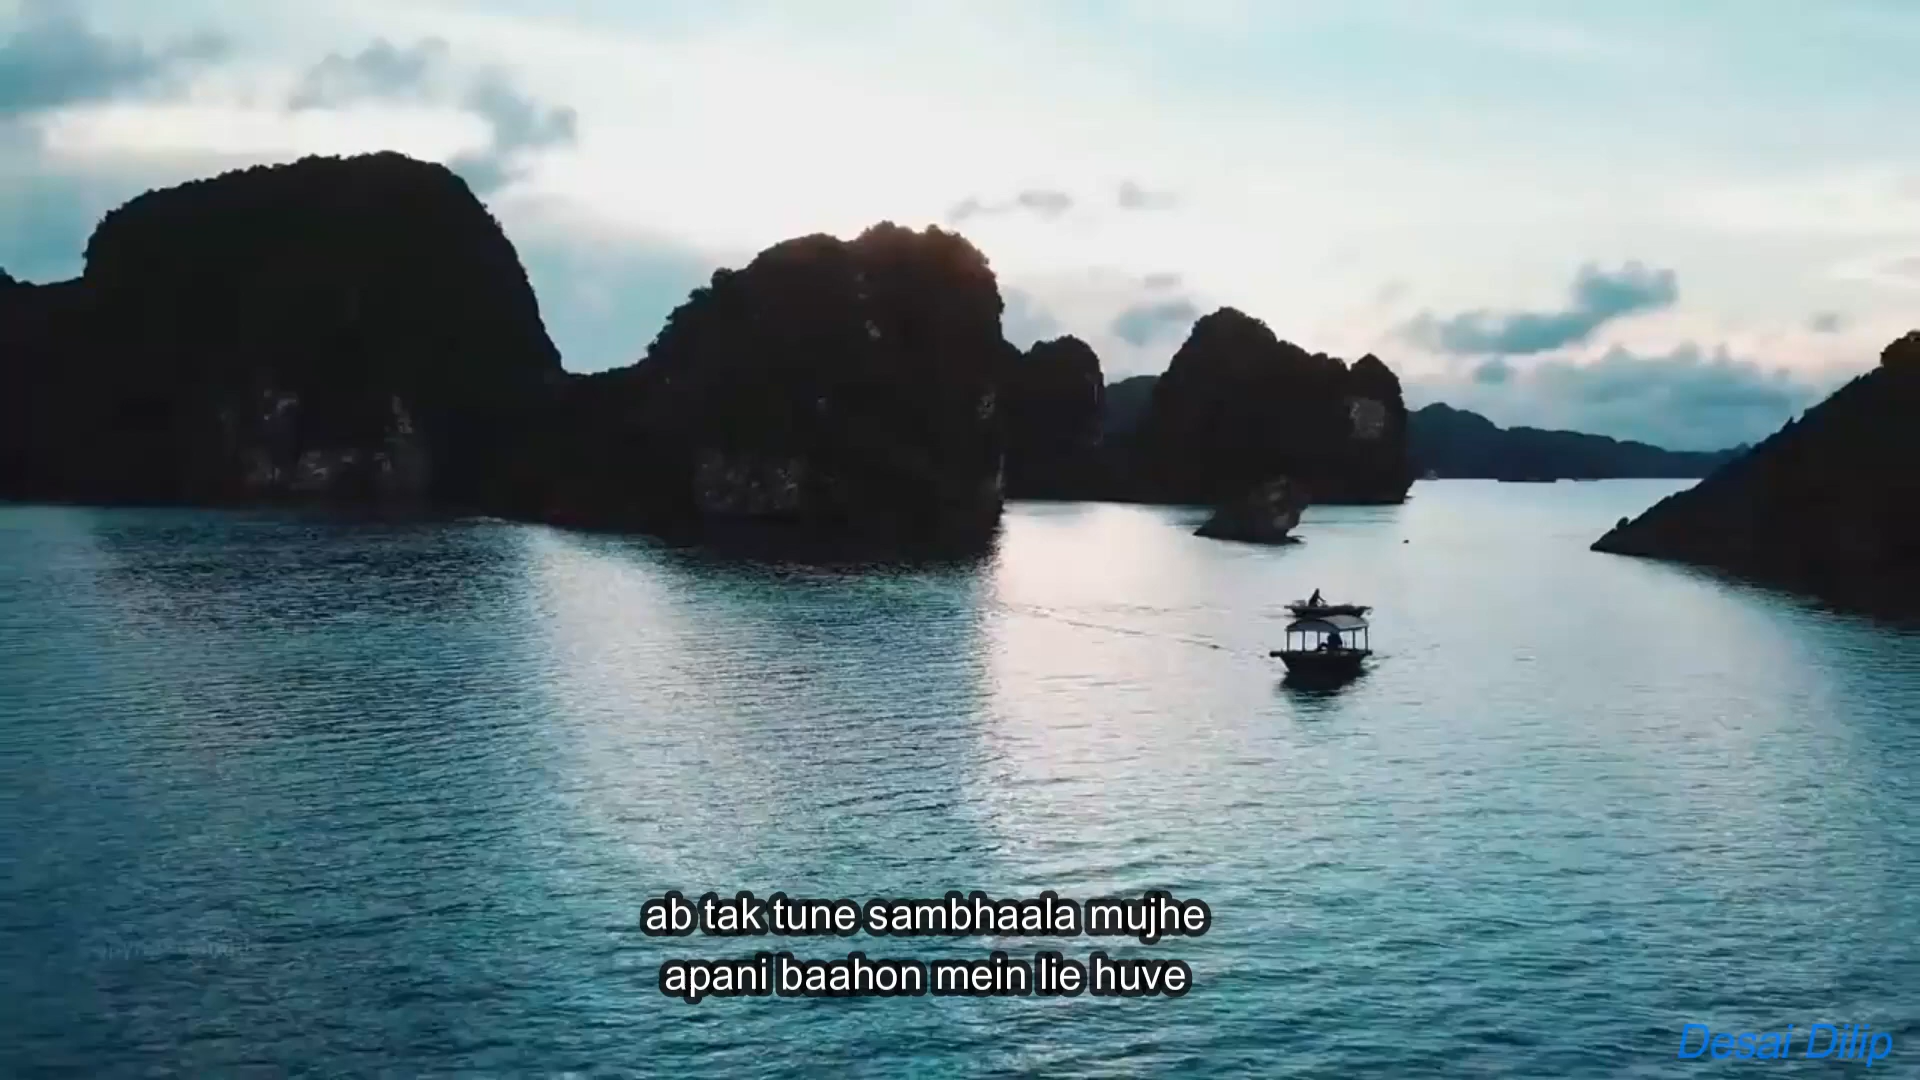 ab tak tune sambhaala mujhe
apani baahon mein lie huve
Desai Dilip